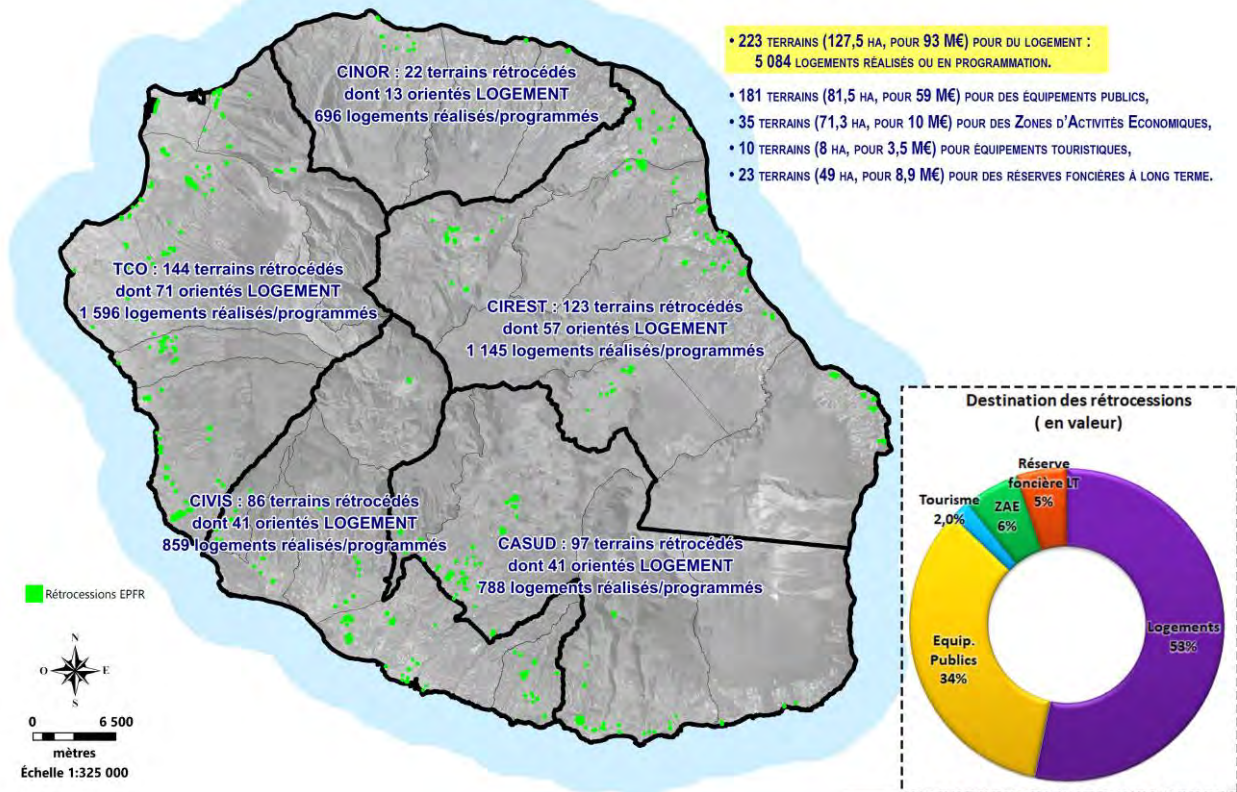 • 223 TERRAINS (127,5 HA, POUR 93 M€) POUR DU LOGEMENT :
5 084 LOGEMENTS RÉALISÉS OU EN PROGRAMMATION.
• 181 TERRAINS (81,5 HA, POUR 59 M€) POUR DES ÉQUIPEMENTS PUBLICS,
• 35 TERRAINS (71,3 HA, POUR 10 M€) POUR DES ZONES D'ACTIVITÉS ECONOMIQUES,
• 10 TERRAINS (8 HA, POUR 3,5 M€) POUR ÉQUIPEMENTS TOURISTIQUES,
• 23 TERRAINS (49 HA, POUR 8,9 M€) POUR DES RÉSERVES FONCIÈRES À LONG TERME.
CINOR : 22 terrains rétrocédés
dont 13 orientés LOGEMENT
696 logements réalisés/programmés
TCO : 144 terrains rétrocédés
dont 71 orientés LOGEMENT
1 596 logements réalisés/programmés
CIREST : 123 terrains rétrocédés
dont 57 orientés LOGEMENT
1 145 logements réalisés/programmés
CIVIS : 86 terrains rétrocédés
dont 41 orientés LOGEMENT
859 logements réalisés/programmés
CASUD : 97 terrains rétrocédés
dont 41 orientés LOGEMENT
788 logements réalisés/programmés
Rétrocessions EPFR
N
O E
S
0 6 500
mètres
Échelle 1:325 000
Destination des rétrocessions
( en valeur)
Réserve
foncière LT
5%
ZAE
6%
Tourisme
2,0%
Equip.
Publics
34%
Logements
53%